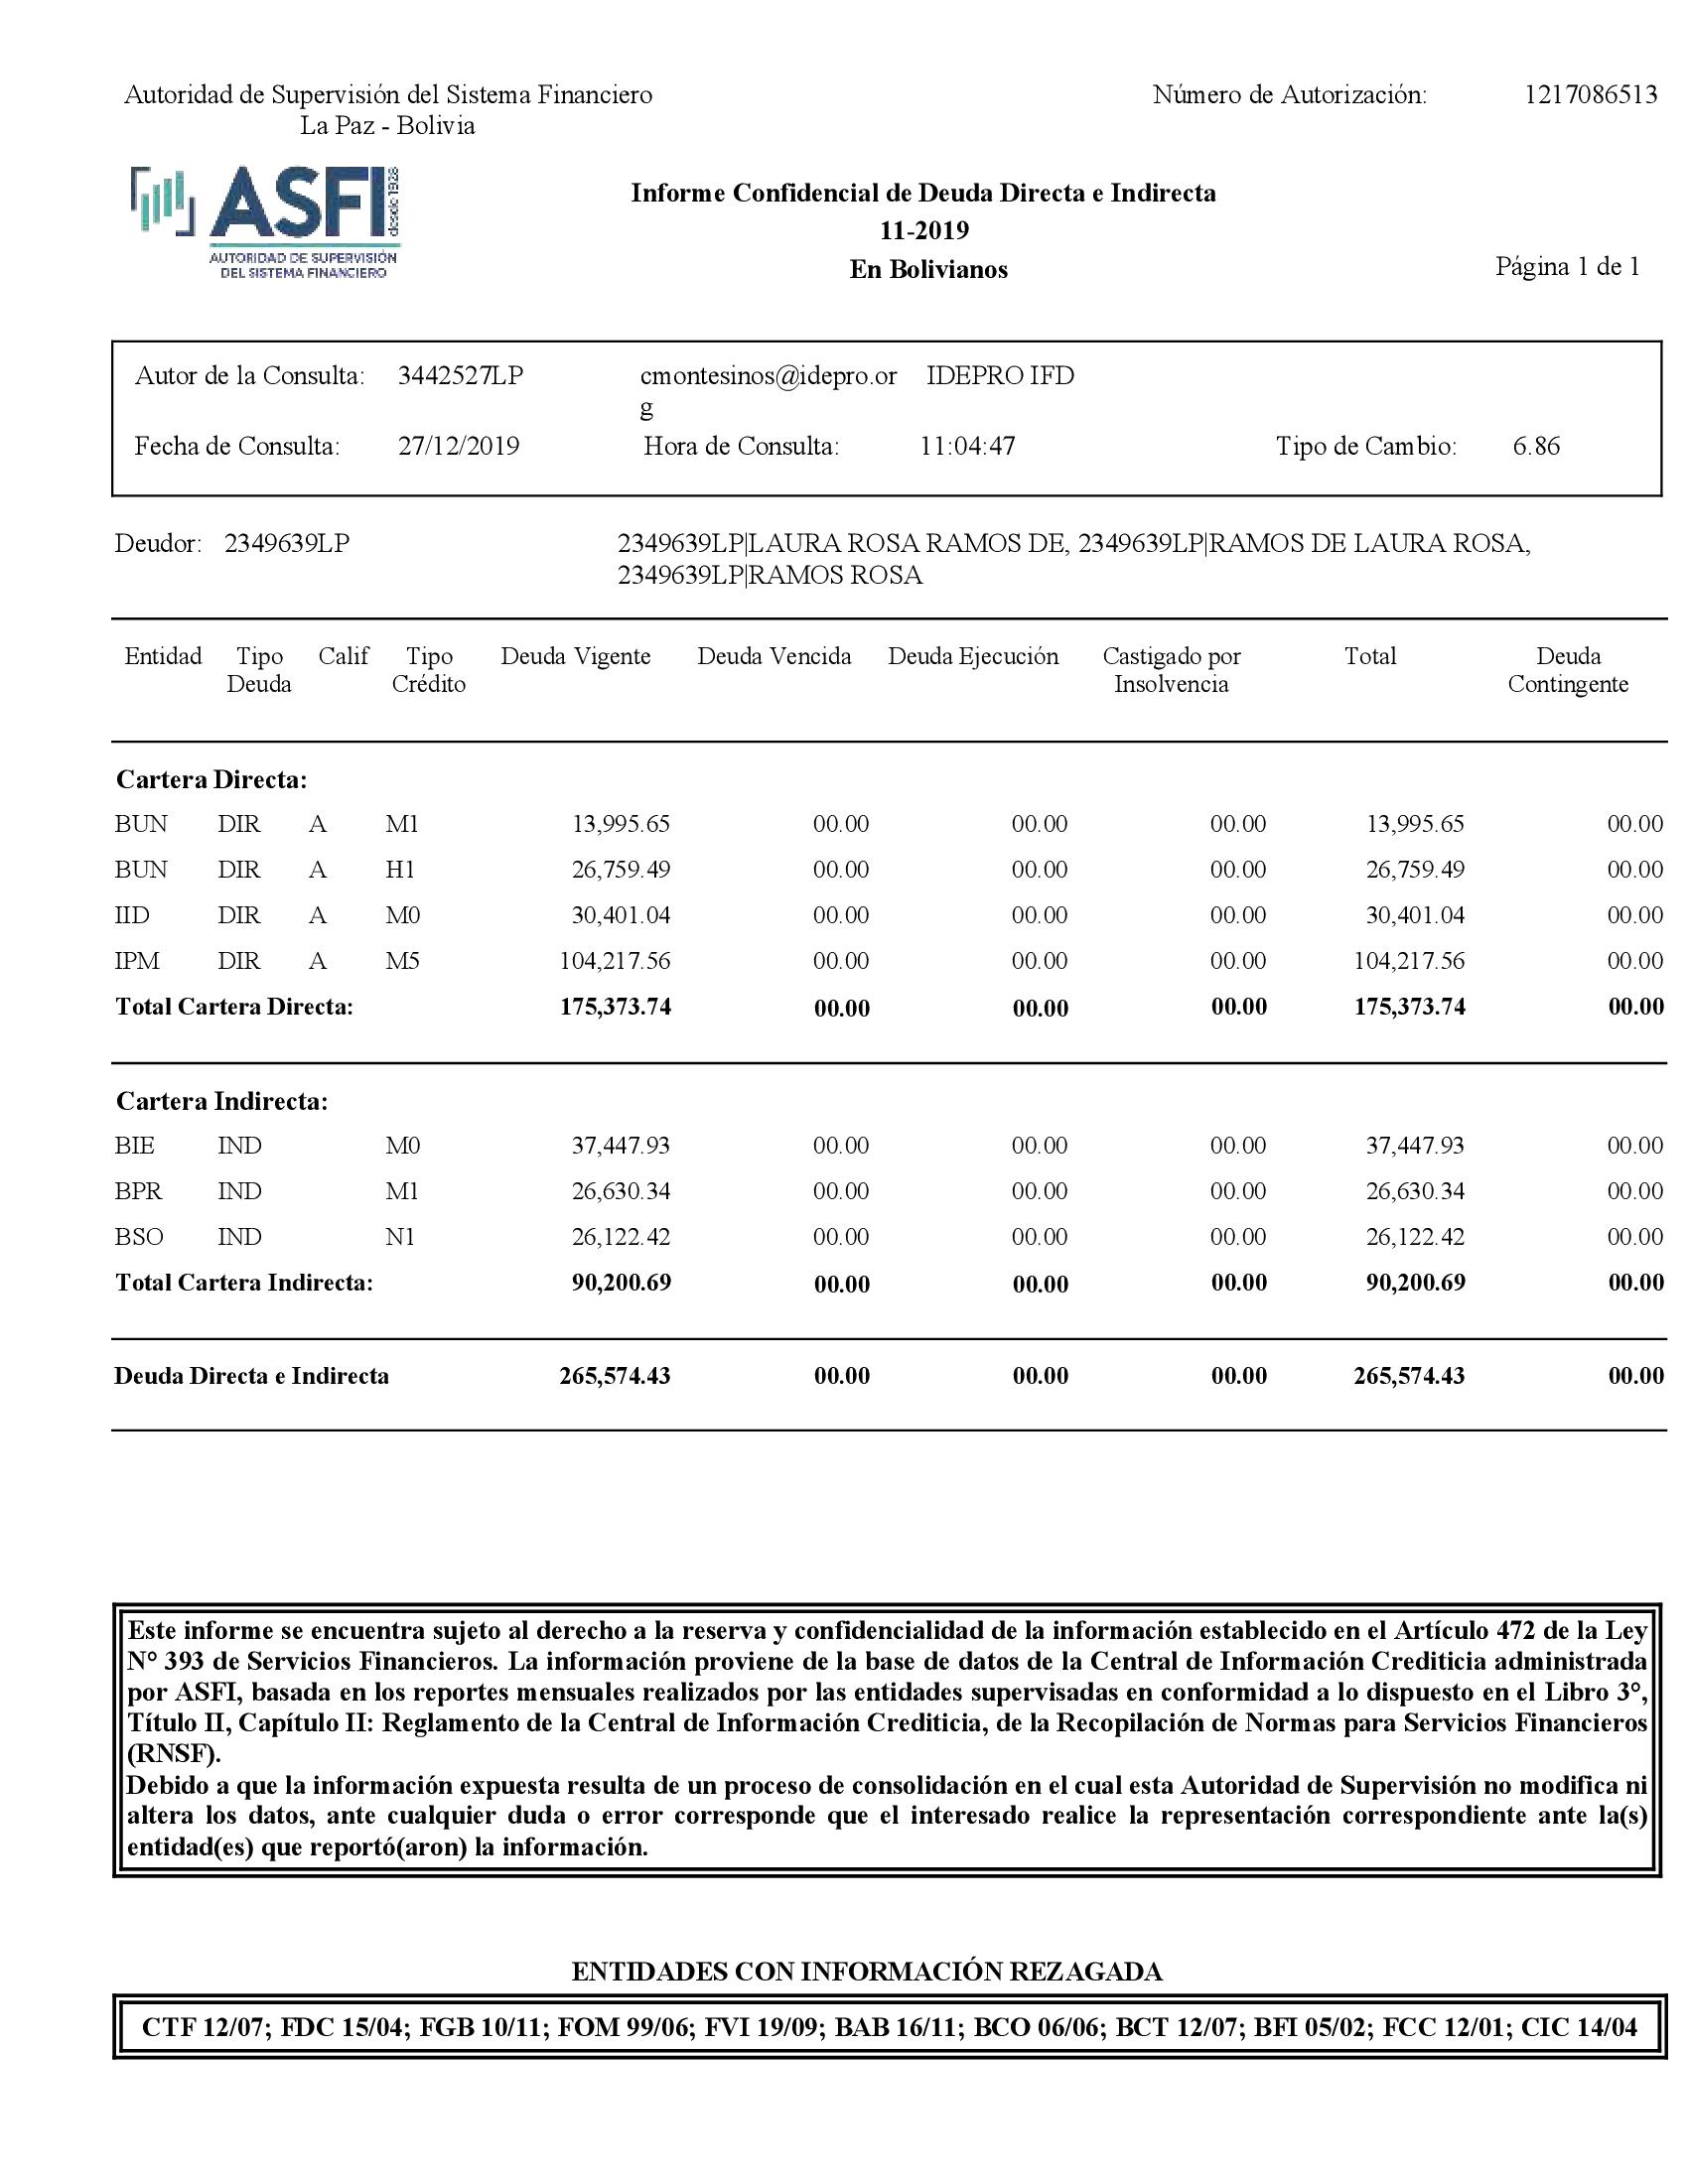 Autoridad de Supervisión del Sistema Financiero
La Paz - Bolivia
Número de Autorización: 1217086513
ASFI desde 1928
AUTORIDAD DE SUPERVISIÓN
DEL SISTEMA FINANCIERO
Informe Confidencial de Deuda Directa e Indirecta
11-2019
En Bolivianos
Página 1 de 1
Autor de la Consulta: 3442527LP cmontesinos@idepro.or IDEPRO IFD
g
Fecha de Consulta: 27/12/2019 Hora de Consulta: 11:04:47 Tipo de Cambio: 6.86
Deudor: 2349639LP 2349639LP|LAURA ROSA RAMOS DE, 2349639LP|RAMOS DE LAURA ROSA,
2349639LP|RAMOS ROSA
Entidad Tipo Calif Tipo Deuda Vigente Deuda Vencida Deuda Ejecución Castigado por Total Deuda
Deuda Crédito Insolvencia Contingente
Cartera Directa:
BUN DIR A M1 13,995.65 00.00 00.00 00.00 13,995.65 00.00
BUN DIR A H1 26,759.49 00.00 00.00 00.00 26,759.49 00.00
IID DIR A M0 30,401.04 00.00 00.00 00.00 30,401.04 00.00
IPM DIR A M5 104,217.56 00.00 00.00 00.00 104,217.56 00.00
Total Cartera Directa: 175,373.74 00.00 00.00 00.00 175,373.74 00.00
Cartera Indirecta:
BIE IND M0 37,447.93 00.00 00.00 00.00 37,447.93 00.00
BPR IND M1 26,630.34 00.00 00.00 00.00 26,630.34 00.00
BSO IND N1 26,122.42 00.00 00.00 00.00 26,122.42 00.00
Total Cartera Indirecta: 90,200.69 00.00 00.00 00.00 90,200.69 00.00
Deuda Directa e Indirecta 265,574.43 00.00 00.00 00.00 265,574.43 00.00
Este informe se encuentra sujeto al derecho a la reserva y confidencialidad de la información establecido en el Artículo 472 de la Ley
N° 393 de Servicios Financieros. La información proviene de la base de datos de la Central de Información Crediticia administrada
por ASFI, basada en los reportes mensuales realizados por las entidades supervisadas en conformidad a lo dispuesto en el Libro 3°,
Título II, Capítulo II: Reglamento de la Central de Información Crediticia, de la Recopilación de Normas para Servicios Financieros
(RNSF).
Debido a que la información expuesta resulta de un proceso de consolidación en el cual esta Autoridad de Supervisión no modifica ni
altera los datos, ante cualquier duda o error corresponde que el interesado realice la representación correspondiente ante la(s)
entidad(es) que reportó(aron) la información.
ENTIDADES CON INFORMACIÓN REZAGADA
CTF 12/07; FDC 15/04; FGB 10/11; FOM 99/06; FVI 19/09; BAB 16/11; BCO 06/06; BCT 12/07; BFI 05/02; FCC 12/01; CIC 14/04